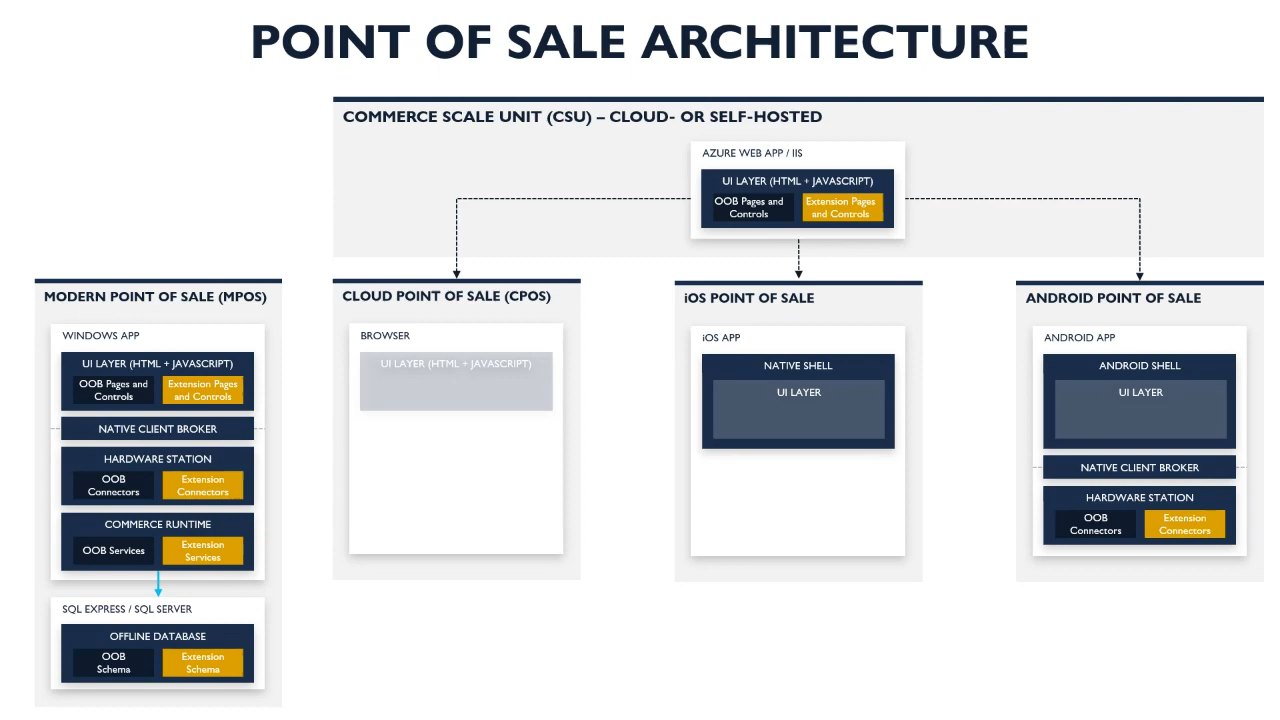 POINT OF SALE ARCHITECTURE
COMMERCE SCALE UNIT (CSU) – CLOUD- OR SELF-HOSTED
AZURE WEB APP / IIS
UI LAYER (HTML + JAVASCRIPT)
OOB Pages and
Controls
Extension Pages
and Controls
MODERN POINT OF SALE (MPOS)
WINDOWS APP
UI LAYER (HTML + JAVASCRIPT)
OOB Pages and
Controls
Extension Pages
and Controls
NATIVE CLIENT BROKER
HARDWARE STATION
OOB
Connectors
Extension
Connectors
COMMERCE RUNTIME
OOB Services
Extension
Services
SQL EXPRESS / SQL SERVER
OFFLINE DATABASE
OOB
Schema
Extension
Schema
CLOUD POINT OF SALE (CPOS)
BROWSER
UI LAYER (HTML + JAVASCRIPT)
iOS POINT OF SALE
iOS APP
NATIVE SHELL
UI LAYER
ANDROID POINT OF SALE
ANDROID APP
ANDROID SHELL
UI LAYER
NATIVE CLIENT BROKER
HARDWARE STATION
OOB
Connectors
Extension
Connectors